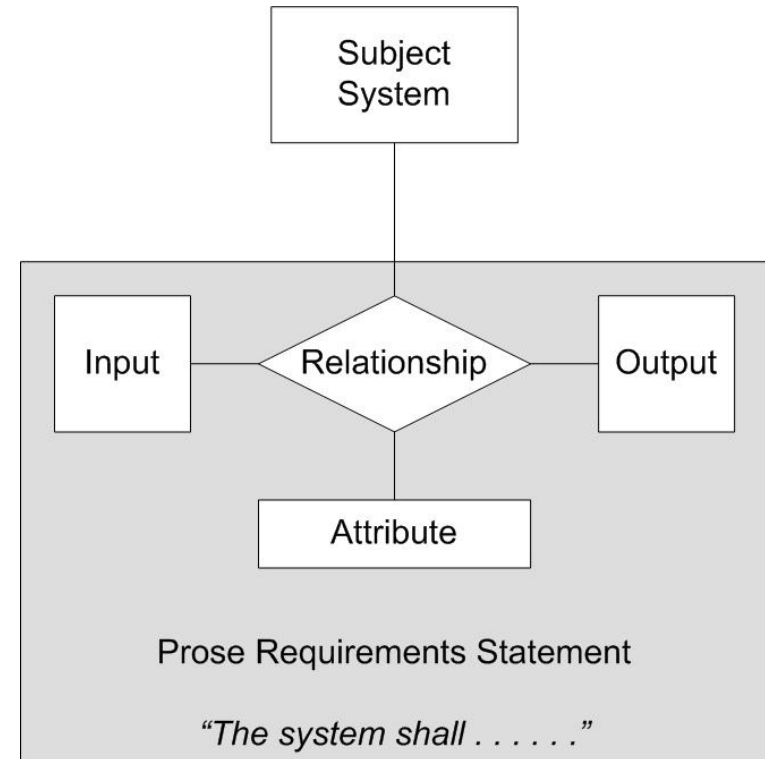 Subject
System
Input
Relationship
Output
Attribute
Prose Requirements Statement
“The system shall . . . . . .”